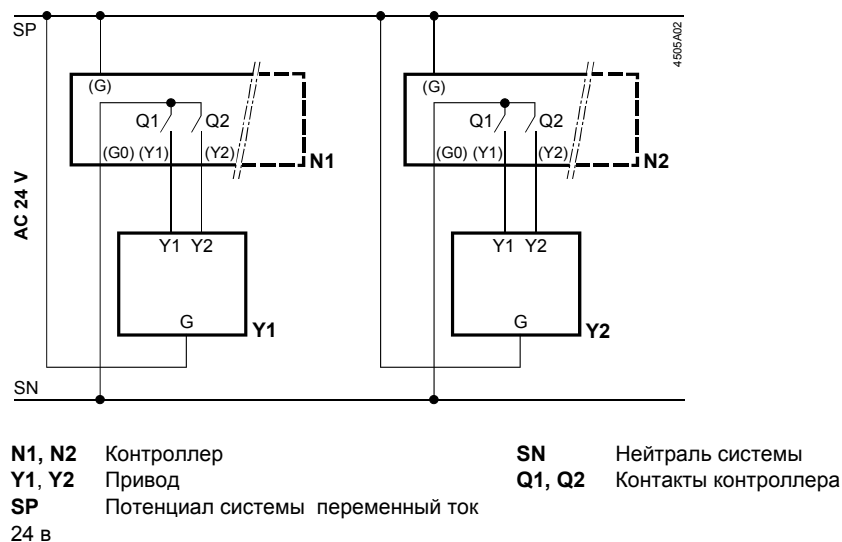 SP
4505A02
(G)
(G)
Q1 Q2
Q1 Q2
(G0) (Y1) (Y2)
N1
(G0) (Y1) (Y2)
N2
AC 24 V
Y1 Y2
Y1 Y2
G
Y1
G
Y2
SN
N1, N2 Контроллер
SN Нейтраль системы
Y1, Y2 Привод
Q1, Q2 Контакты контроллера
SP Потенциал системы переменный ток
24 в